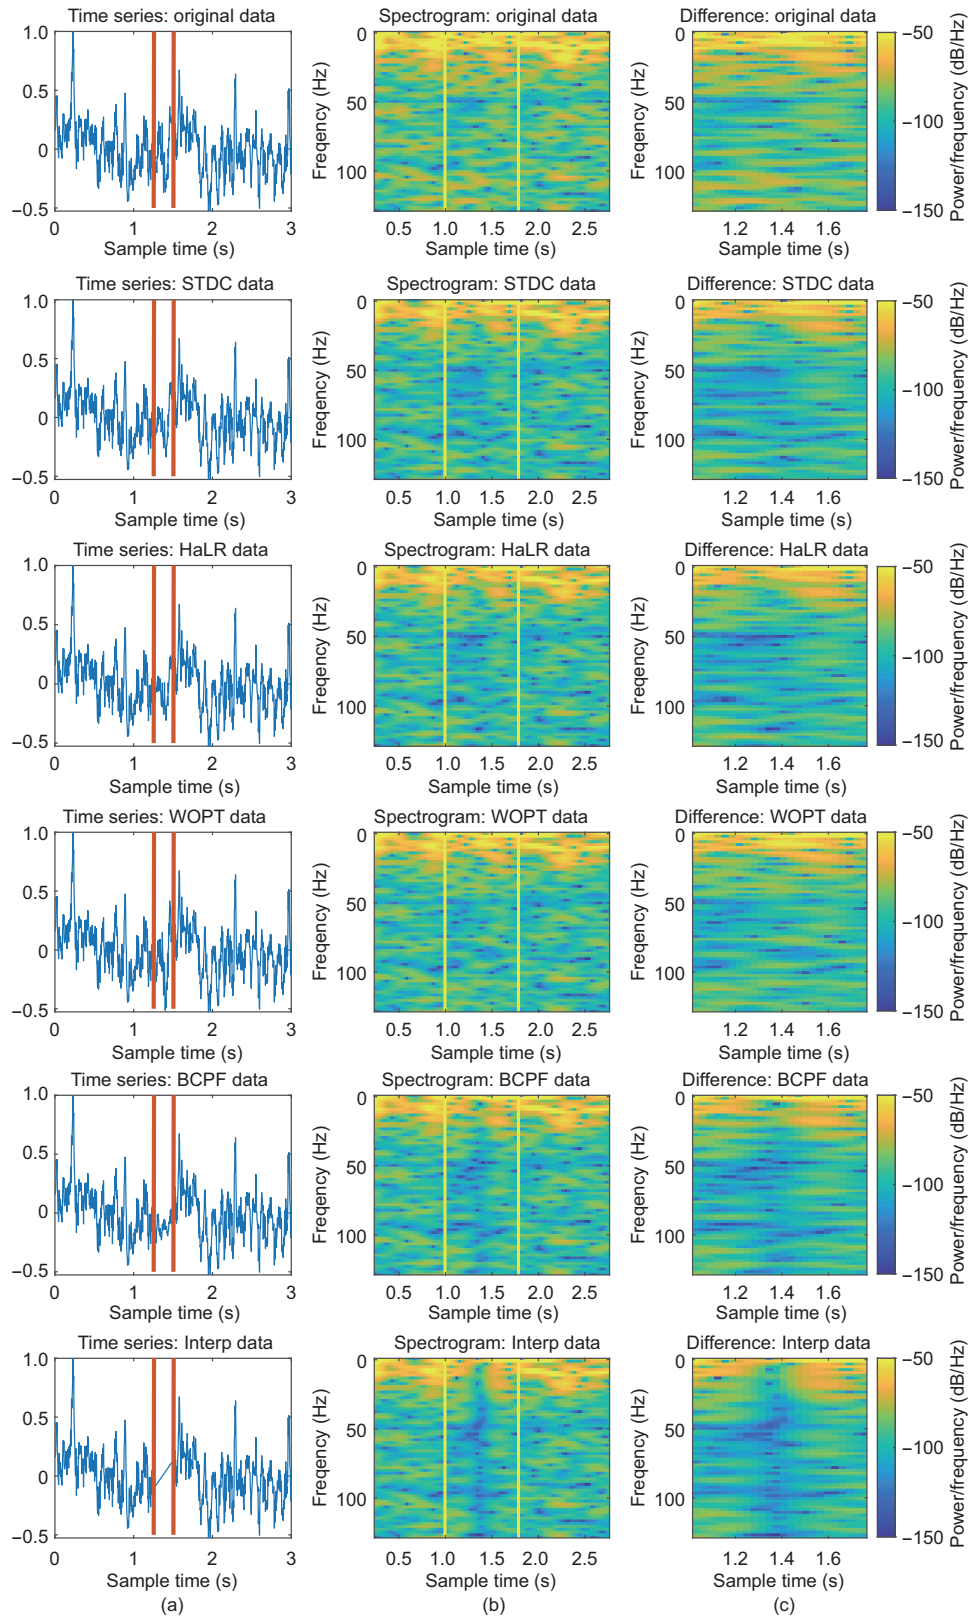 Time series: original data
Spectrogram: original data
Difference: original data
1.0
0.5
0
−0.5
0
1
2
3
Sample time (s)
Freqency (Hz)
0
50
100
0.5
1.0
1.5
2.0
2.5
Sample time (s)
Freqency (Hz)
0
50
100
1.2
1.4
1.6
Sample time (s)
−50
−100
−150
Power/frequency (dB/Hz)
Time series: STDC data
Spectrogram: STDC data
Difference: STDC data
1.0
0.5
0
−0.5
0
1
2
3
Sample time (s)
Freqency (Hz)
0
50
100
0.5
1.0
1.5
2.0
2.5
Sample time (s)
Freqency (Hz)
0
50
100
1.2
1.4
1.6
Sample time (s)
−50
−100
−150
Power/frequency (dB/Hz)
Time series: HaLR data
Spectrogram: HaLR data
Difference: HaLR data
1.0
0.5
0
−0.5
0
1
2
3
Sample time (s)
Freqency (Hz)
0
50
100
0.5
1.0
1.5
2.0
2.5
Sample time (s)
Freqency (Hz)
0
50
100
1.2
1.4
1.6
Sample time (s)
−50
−100
−150
Power/frequency (dB/Hz)
Time series: WOPT data
Spectrogram: WOPT data
Difference: WOPT data
1.0
0.5
0
−0.5
0
1
2
3
Sample time (s)
Freqency (Hz)
0
50
100
0.5
1.0
1.5
2.0
2.5
Sample time (s)
Freqency (Hz)
0
50
100
1.2
1.4
1.6
Sample time (s)
−50
−100
−150
Power/frequency (dB/Hz)
Time series: BCPF data
Spectrogram: BCPF data
Difference: BCPF data
1.0
0.5
0
−0.5
0
1
2
3
Sample time (s)
Freqency (Hz)
0
50
100
0.5
1.0
1.5
2.0
2.5
Sample time (s)
Freqency (Hz)
0
50
100
1.2
1.4
1.6
Sample time (s)
−50
−100
−150
Power/frequency (dB/Hz)
Time series: Interp data
Spectrogram: Interp data
Difference: Interp data
1.0
0.5
0
−0.5
0
1
2
3
Sample time (s)
Freqency (Hz)
0
50
100
0.5
1.0
1.5
2.0
2.5
Sample time (s)
Freqency (Hz)
0
50
100
1.2
1.4
1.6
Sample time (s)
−50
−100
−150
Power/frequency (dB/Hz)
(a)
(b)
(c)